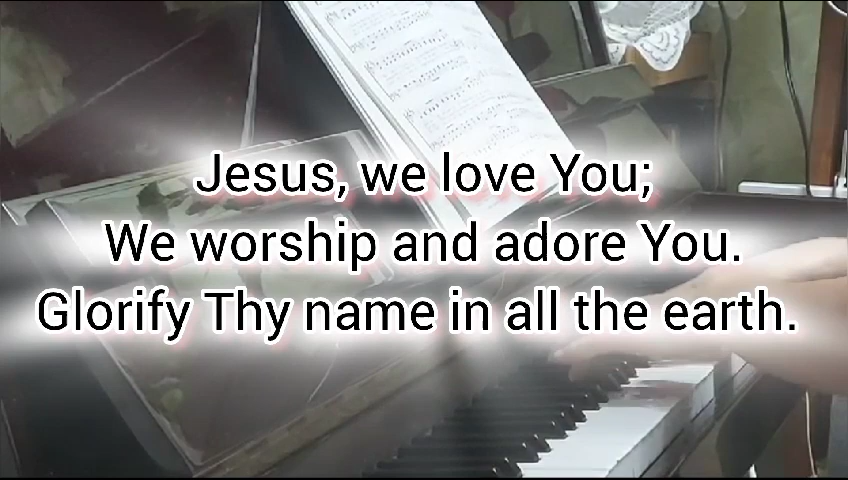 Jesus, we love You;
We worship and adore You.
Glorify Thy name in all the earth.